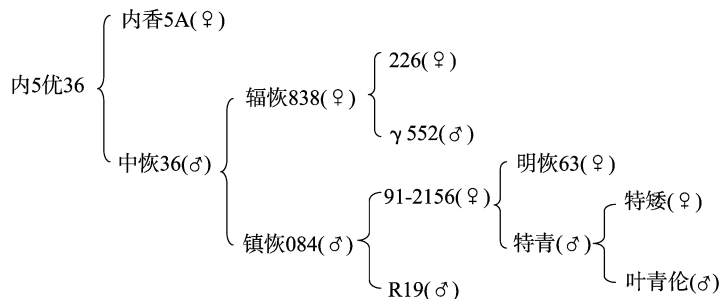 内香5A(♀)
226(♀)
内5优36
辐恢838(♀)
γ 552(♂)
中恢36(♂)
明恢63(♀)
91-2156(♀)
特矮(♀)
镇恢084(♂)
特青(♂)
R19(♂)
叶青伦(♂)